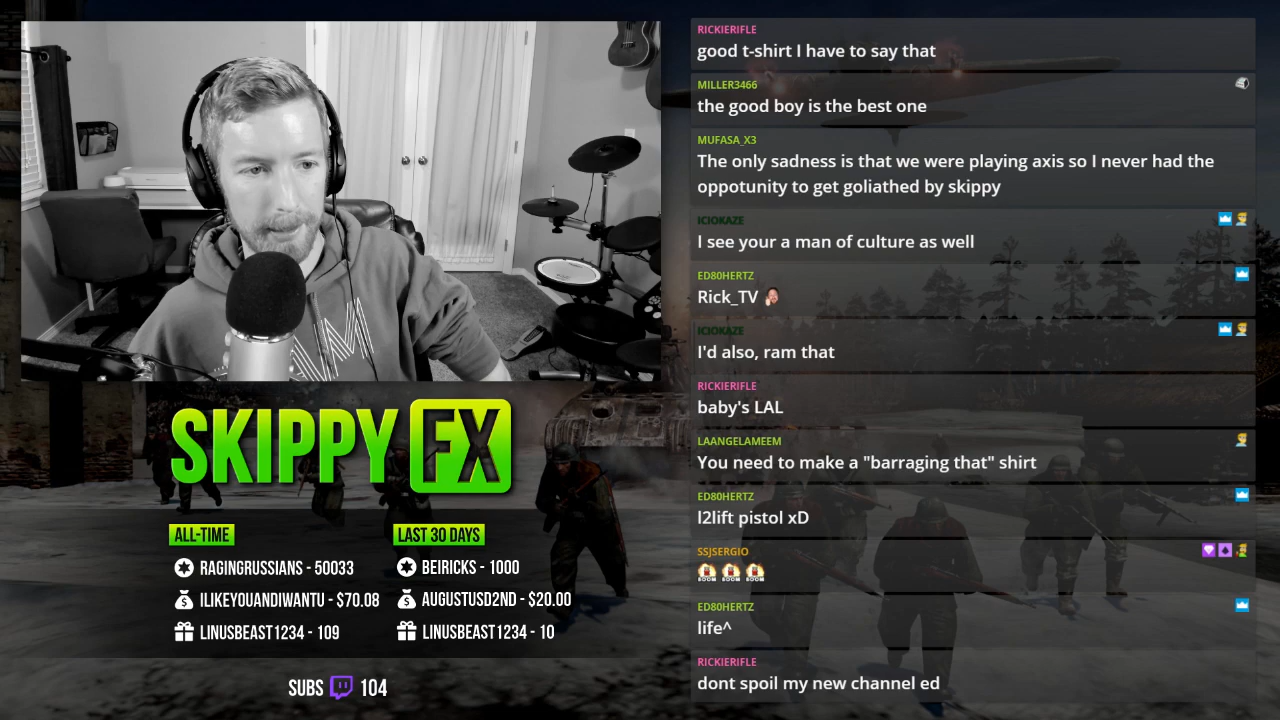 RICKIERIFLE
good t-shirt I have to say that
MILLER3466
the good boy is the best one
MUFASA_X3
The only sadness is that we were playing axis so I never had the
oppotunity to get goliathed by skippy
ICIOKAZE
I see your a man of culture as well
ED80HERTZ
Rick_TV
ICIOKAZE
I'd also, ram that
RICKIERIFLE
baby's LAL
LAANGELAMEEM
You need to make a "barraging that" shirt
ED80HERTZ
l2lift pistol xD
SSJSERGIO
ED80HERTZ
life^
RICKIERIFLE
dont spoil my new channel ed
SKIPPY FX
ALL-TIME
RAGINGRUSSIANS - 50033
ILIKEYOUANDIWANTU - $70.08
LINUSBEAST1234 - 109
LAST 30 DAYS
BEIRICKS - 1000
AUGUSTUSD2ND - $20.00
LINUSBEAST1234 - 10
SUBS 104